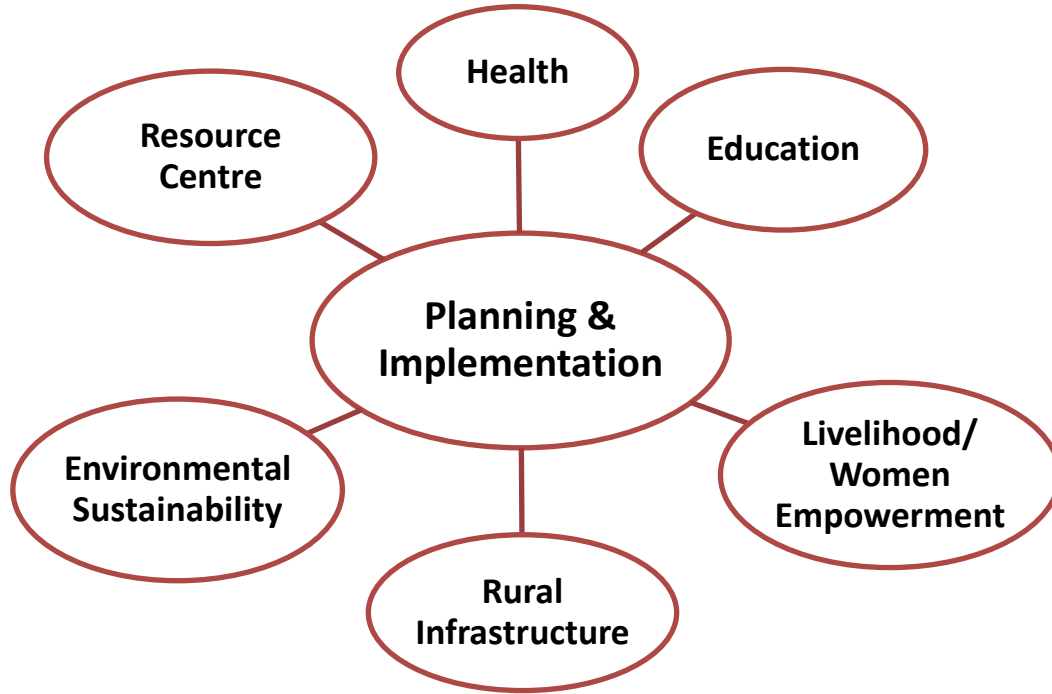 Health
Resource
Centre
Education
Planning &
Implementation
Environmental
Sustainability
Livelihood/
Women
Empowerment
Rural
Infrastructure